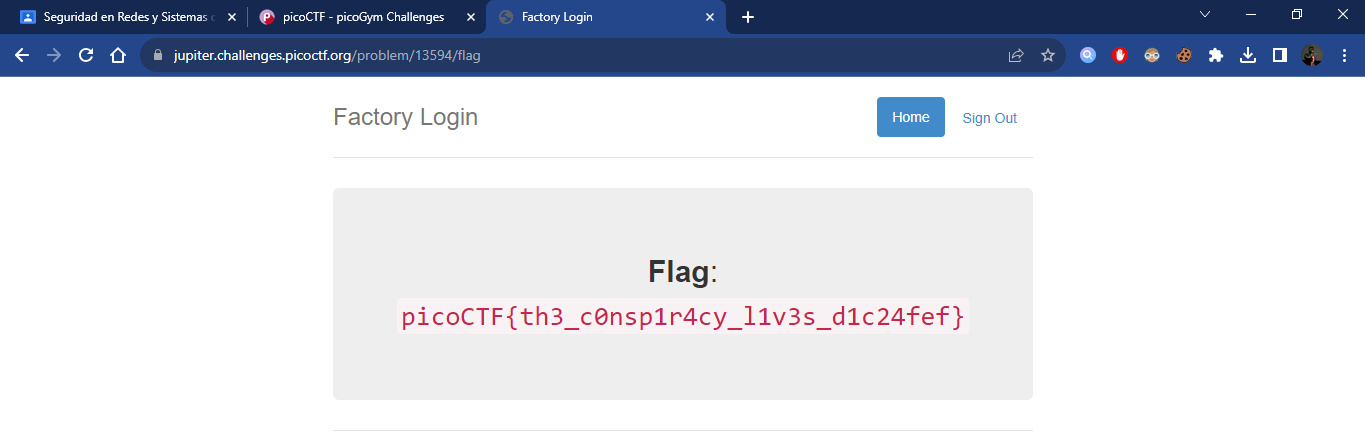 Seguridad en Redes y Sistemas
picoCTF - picoGym Challenges
Factory Login
jupiter.challenges.picoctf.org/problem/13594/flag
Factory Login
Home
Sign Out
Flag:
picoCTF{th3_c0nsp1r4cy_l1v3s_d1c24fef}